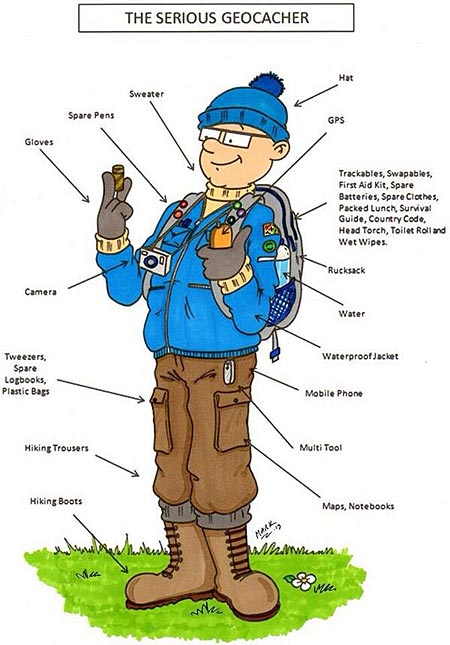 THE SERIOUS GEOCACHER
Hat
Sweater
GPS
Spare Pens
Gloves
Trackables, Swapables,
First Aid Kit, Spare
Batteries, Spare Clothes,
Packed Lunch, Survival
Guide, Country Code,
Head Torch, Toilet Roll and
Wet Wipes.
Rucksack
Camera
Water
Waterproof Jacket
Tweezers,
Spare
Logbooks,
Plastic Bags
Mobile Phone
Hiking Trousers
Multi Tool
Hiking Boots
Maps, Notebooks
MARK